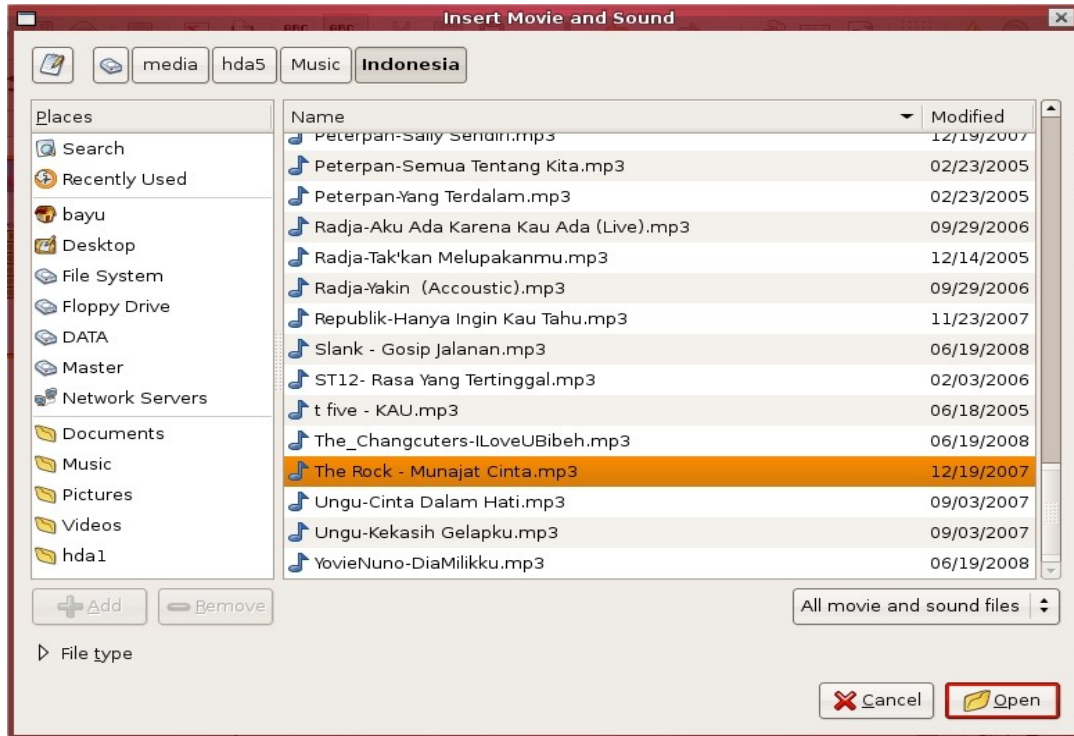 Insert Movie and Sound
media hda5 Music Indonesia
Places
Search
Recently Used
bayu
Desktop
File System
Floppy Drive
DATA
Master
Network Servers
Documents
Music
Pictures
Videos
hda1
Name Modified
Peterpan-Sally Sendiri.mp3 12/19/2007
Peterpan-Semua Tentang Kita.mp3 02/23/2005
Peterpan-Yang Terdalam.mp3 02/23/2005
Radja-Aku Ada Karena Kau Ada (Live).mp3 09/29/2006
Radja-Tak'kan Melupakanmu.mp3 12/14/2005
Radja-Yakin (Accoustic).mp3 09/29/2006
Republik-Hanya Ingin Kau Tahu.mp3 11/23/2007
Slank - Gosip Jalanan.mp3 06/19/2008
ST12- Rasa Yang Tertinggal.mp3 02/03/2006
t five - KAU.mp3 06/18/2005
The_Changcuters-ILoveUBibeh.mp3 06/19/2008
The Rock - Munajat Cinta.mp3 12/19/2007
Ungu-Cinta Dalam Hati.mp3 09/03/2007
Ungu-Kekasih Gelapku.mp3 09/03/2007
YovieNuno-DiaMilikku.mp3 06/19/2008
Add Remove
All movie and sound files
File type
Cancel Open